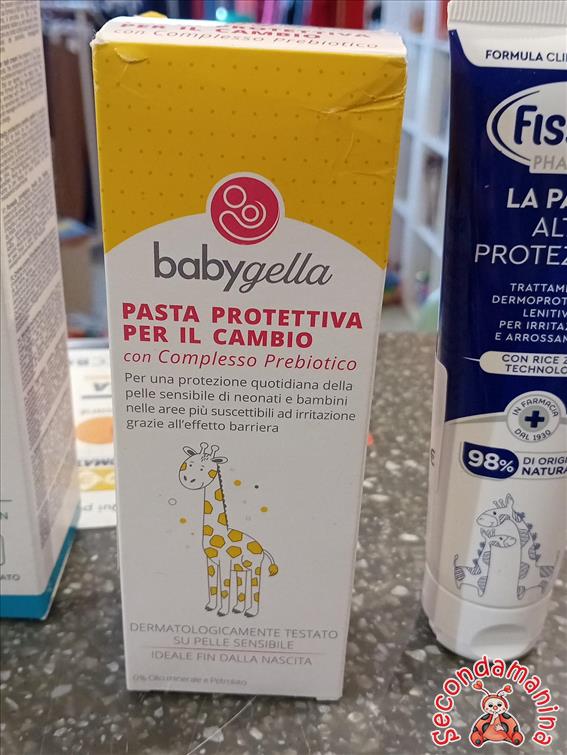 PER IL CAMBIO
con Complesso Prebiotico
babygella
PASTA PROTETTIVA
PER IL CAMBIO
con Complesso Prebiotico
Per una protezione quotidiana della
pelle sensibile di neonati e bambini
nelle aree più suscettibili ad irritazione
grazie all'effetto barriera
DERMATOLOGICAMENTE TESTATO
SU PELLE SENSIBILE
IDEALE FIN DALLA NASCITA
0% Olio minerale e Petrolato
FORMULA CLI
Fiss
PHA
LA PA
ALT
PROTEZ
TRATTAM
DERMOPROT
LENITIV
PER IRRITAZ
E ARROSSAM
CON RICE
TECHNOLO
IN FARMACIA
DAL 1930
98%
DI ORIG
NATURA
secondamanina